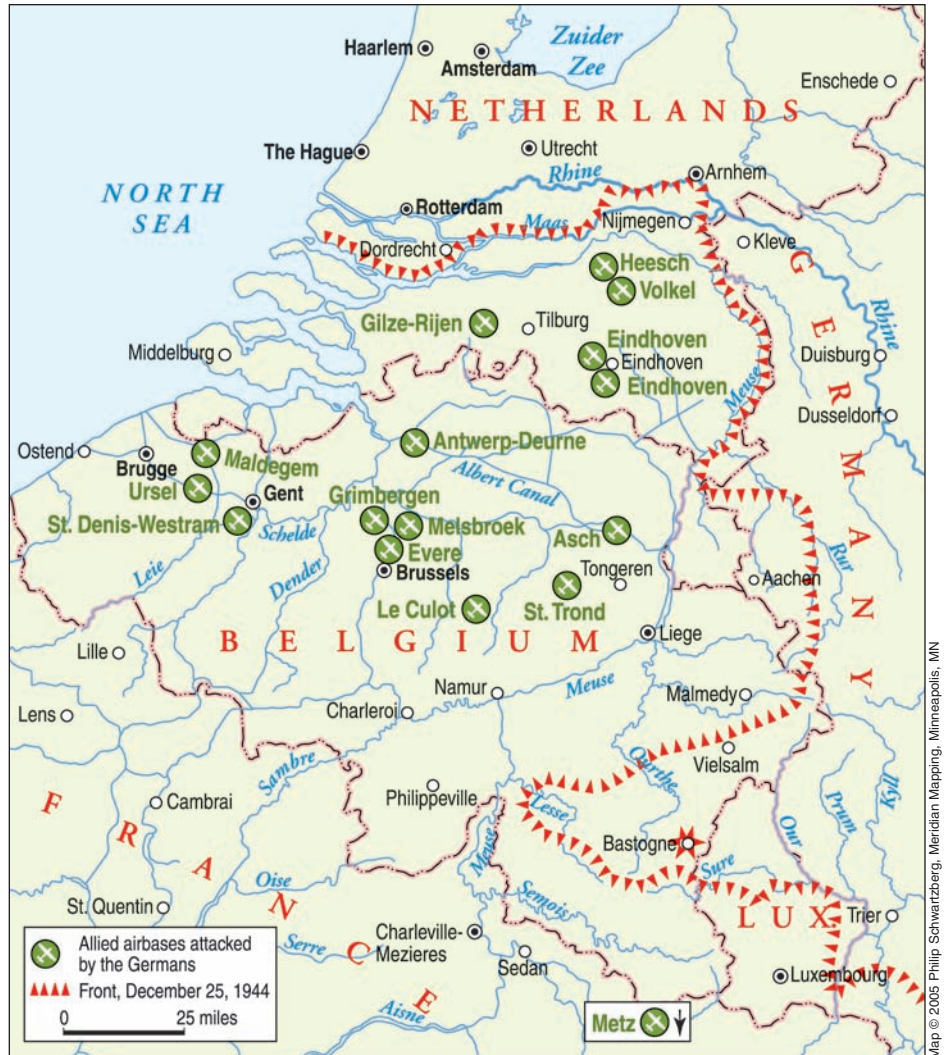 Haarlem
Amsterdam
Zuider
Zee
Enschede
NETHERLANDS
The Hague
Utrecht
Rhine
Arnhem
NORTH
SEA
Rotterdam
Maas
Nijmegen
Dordrecht
Kleve
Heesch
Volkel
GERMANY
Rhine
Gilze-Rijen
Tilburg
Eindhoven
Eindhoven
Eindhoven
Middelburg
Duisburg
Meuse
Dusseldorf
Ostend
Brugge
Maldegem
Antwerp-Deurne
Ursel
Gent
Albert Canal
Grimbergen
St. Denis-Westram
Schelde
Melsbroek
Asch
Evere
Rur
Leie
Dender
Brussels
Tongeren
Aachen
Le Culot
St. Trond
BELGIUM
Liege
Lille
Namur
Meuse
Malmedy
Lens
Charleroi
Vielsalm
Sambre
Ourthe
Kyll
Cambrai
Philippeville
Lesse
Prum
Our
FRANCE
Bastogne
Meuse
Sure
Oise
Semois
St. Quentin
LUX.
Trier
Charleville-
Mezieres
Serre
Sedan
Luxembourg
Aisne
Metz
Allied airbases attacked
by the Germans
Front, December 25, 1944
0 25 miles
Map © 2005 Philip Schwartzberg, Meridian Mapping, Minneapolis, MN